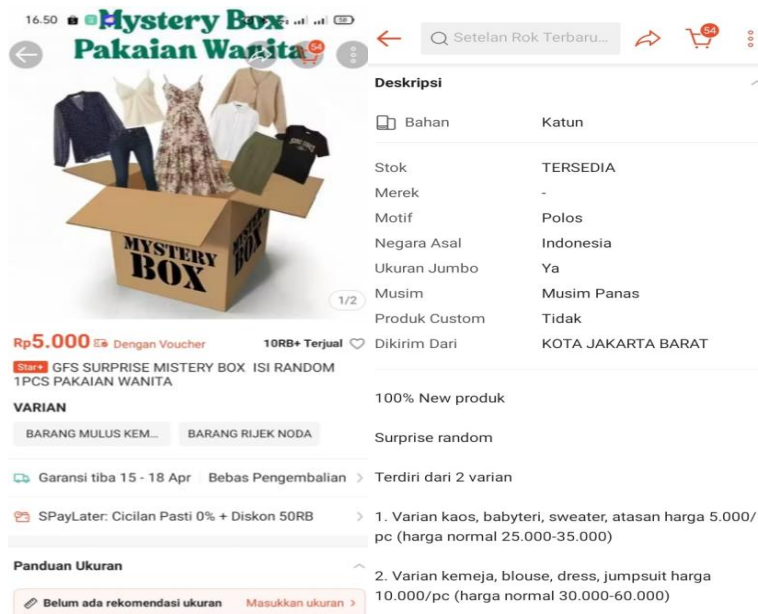 16.50
58
Mystery Box
Pakaian Wanita
54
MYSTERY
BOX
MYSTERY
BOX
1/2
Rp5.000 Dengan Voucher
10RB+ Terjual
Star+ GFS SURPRISE MISTERY BOX ISI RANDOM
1PCS PAKAIAN WANITA
VARIAN
BARANG MULUS KEM...
BARANG RIJEK NODA
Garansi tiba 15 - 18 Apr
Bebas Pengembalian
SPayLater: Cicilan Pasti 0% + Diskon 50RB
Panduan Ukuran
Belum ada rekomendasi ukuran
Masukkan ukuran
Setelan Rok Terbaru...
54
Deskripsi
Bahan Katun
Stok TERSEDIA
Merek -
Motif Polos
Negara Asal Indonesia
Ukuran Jumbo Ya
Musim Musim Panas
Produk Custom Tidak
Dikirim Dari KOTA JAKARTA BARAT
100% New produk
Surprise random
Terdiri dari 2 varian
1. Varian kaos, babyteri, sweater, atasan harga 5.000/
pc (harga normal 25.000-35.000)
2. Varian kemeja, blouse, dress, jumpsuit harga
10.000/pc (harga normal 30.000-60.000)